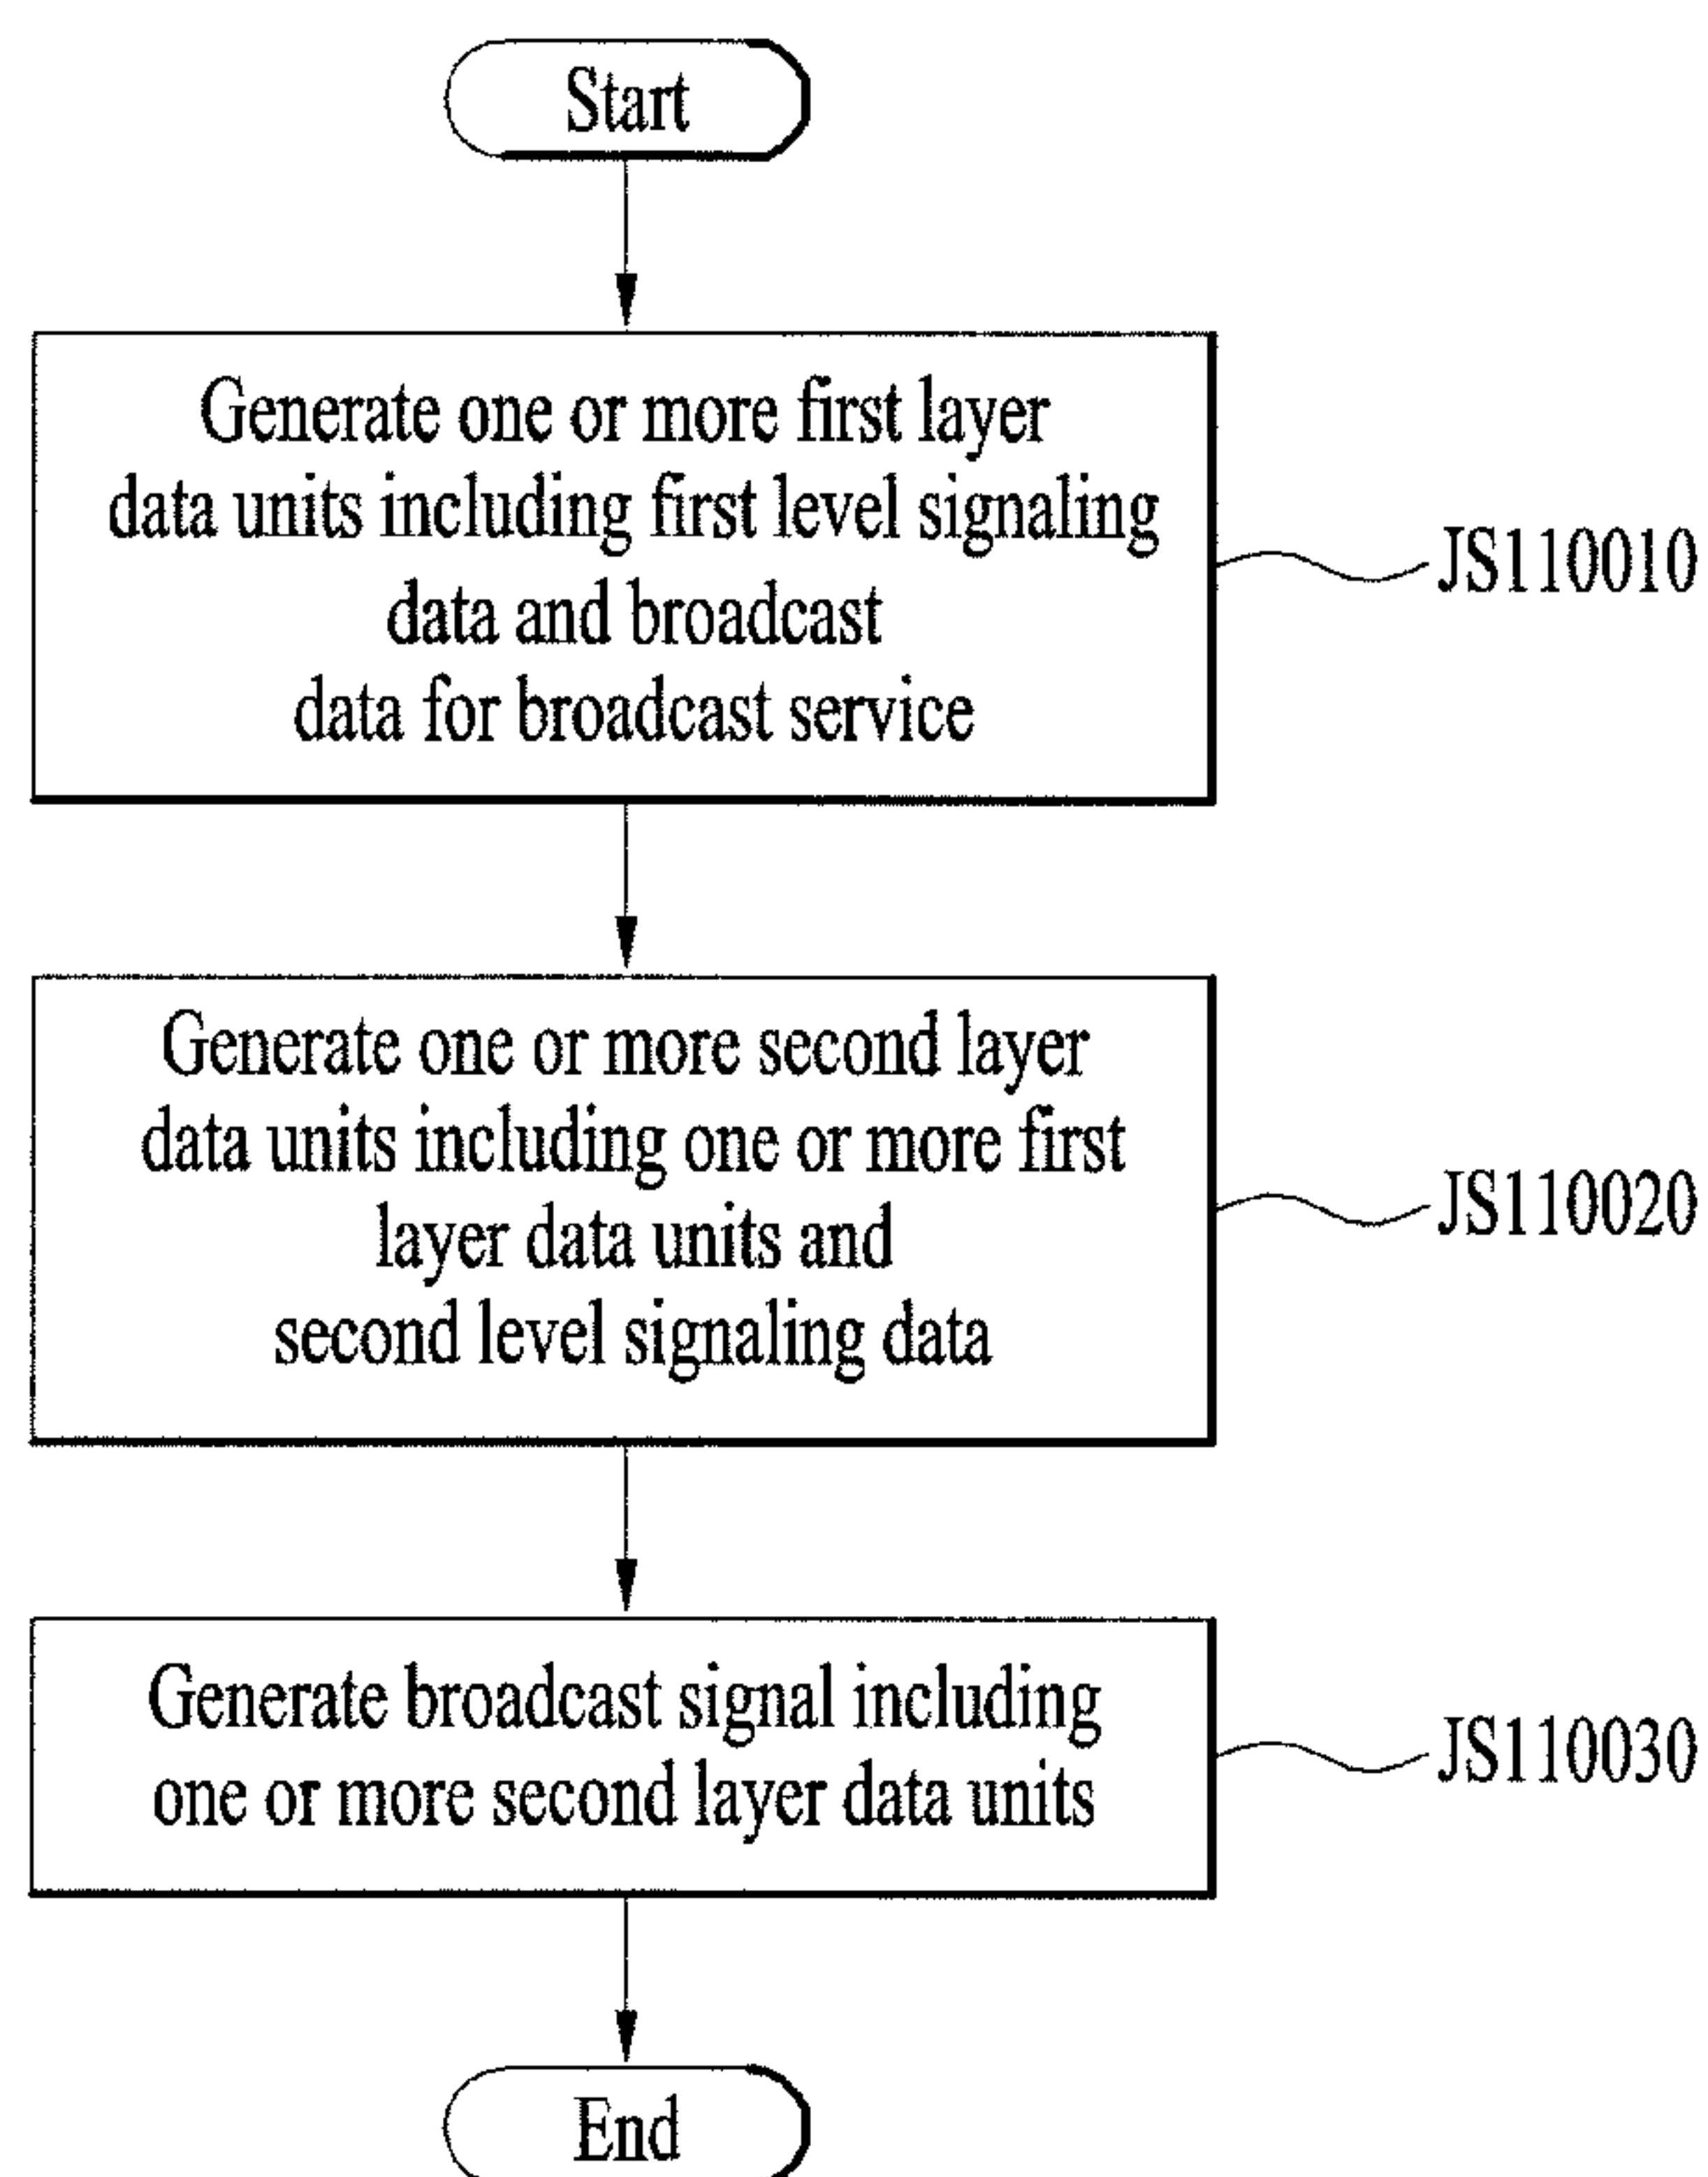 Start
Generate one or more first layer
data units including first level signaling
data and broadcast
data for broadcast service
JS110010
Generate one or more second layer
data units including one or more first
layer data units and
second level signaling data
JS110020
Generate broadcast signal including
one or more second layer data units
JS110030
End